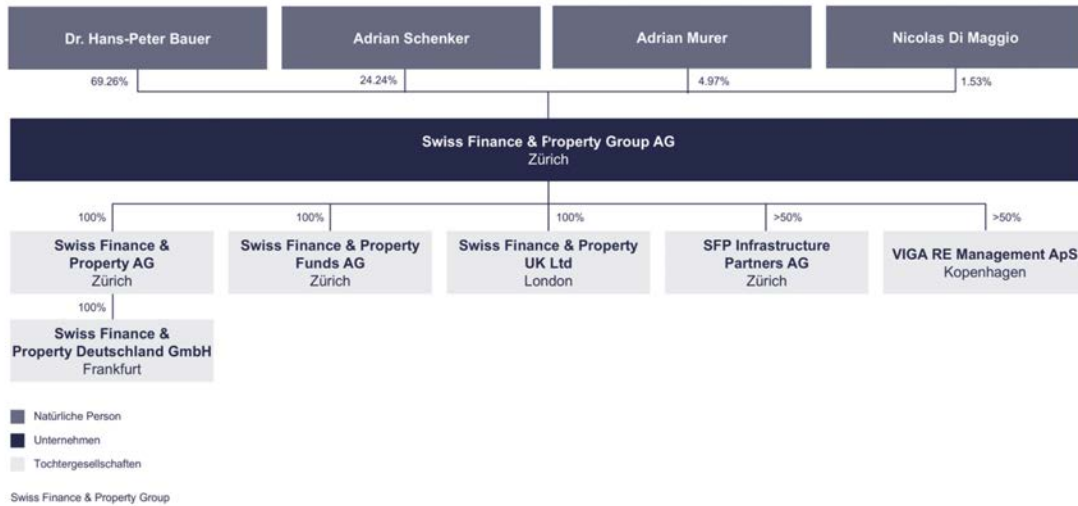 Dr. Hans-Peter Bauer
Adrian Schenker
Adrian Murer
Nicolas Di Maggio
69.26%
24.24%
4.97%
1.53%
Swiss Finance & Property Group AG
Zürich
100%
100%
100%
>50%
>50%
Swiss Finance &
Property AG
Zürich
Swiss Finance & Property
Funds AG
Zürich
Swiss Finance & Property
UK Ltd
London
SFP Infrastructure
Partners AG
Zürich
VIGA RE Management ApS
Kopenhagen
100%
Swiss Finance &
Property Deutschland GmbH
Frankfurt
Natürliche Person
Unternehmen
Tochtergesellschaften
Swiss Finance & Property Group